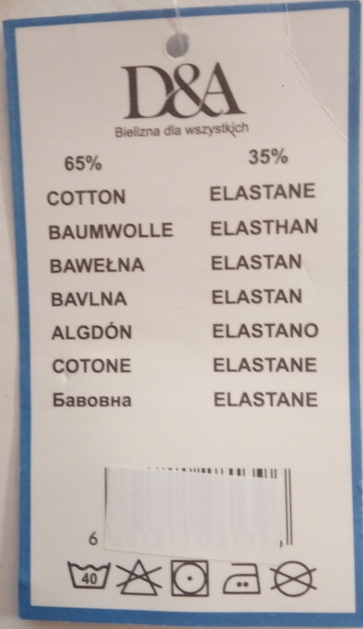 D&A
Bielizna dla wszystkich
65% 35%
COTTON ELASTANE
BAUMWOLLE ELASTHAN
BAWEŁNA ELASTAN
BAVLNA ELASTAN
ALGDÓN ELASTANO
COTONE ELASTANE
Бавовна ELASTANE
6
40